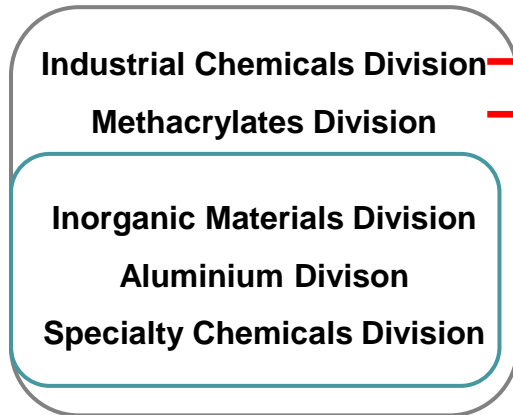 Industrial Chemicals Division
Methacrylates Division
Inorganic Materials Division
Aluminium Divison
Specialty Chemicals Division